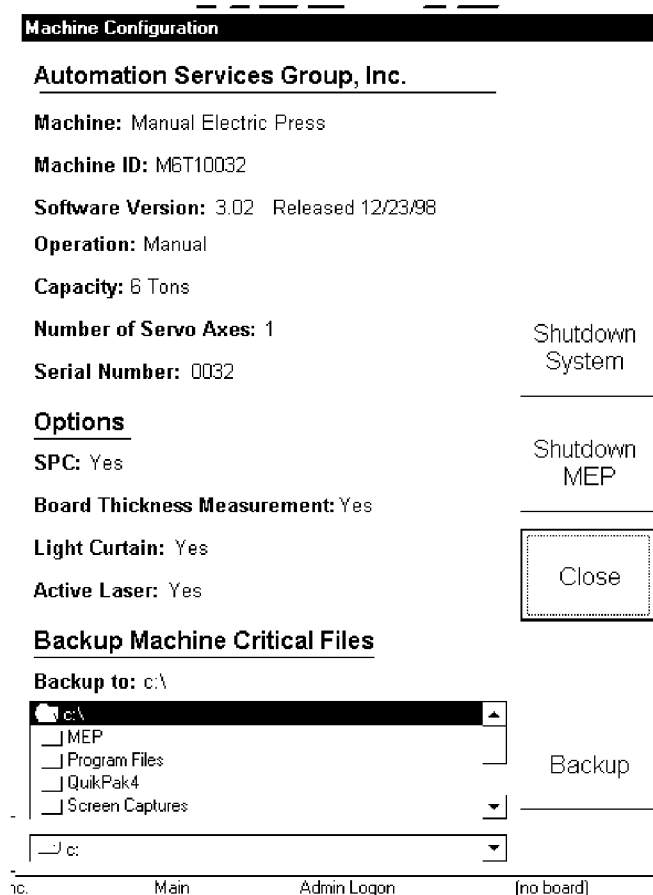 Machine Configuration
Automation Services Group, Inc.
Machine: Manual Electric Press
Machine ID: M6T10032
Software Version: 3.02 Released 12/23/98
Operation: Manual
Capacity: 6 Tons
Number of Servo Axes: 1
Serial Number: 0032
Shutdown
System
Options
SPC: Yes
Shutdown
MEP
Board Thickness Measurement: Yes
Light Curtain: Yes
Active Laser: Yes
Close
Backup Machine Critical Files
Backup to: c:\
c:\
MEP
Program Files
QuikPak4
Screen Captures
Backup
c:
nc. Main Admin Logon [no board]